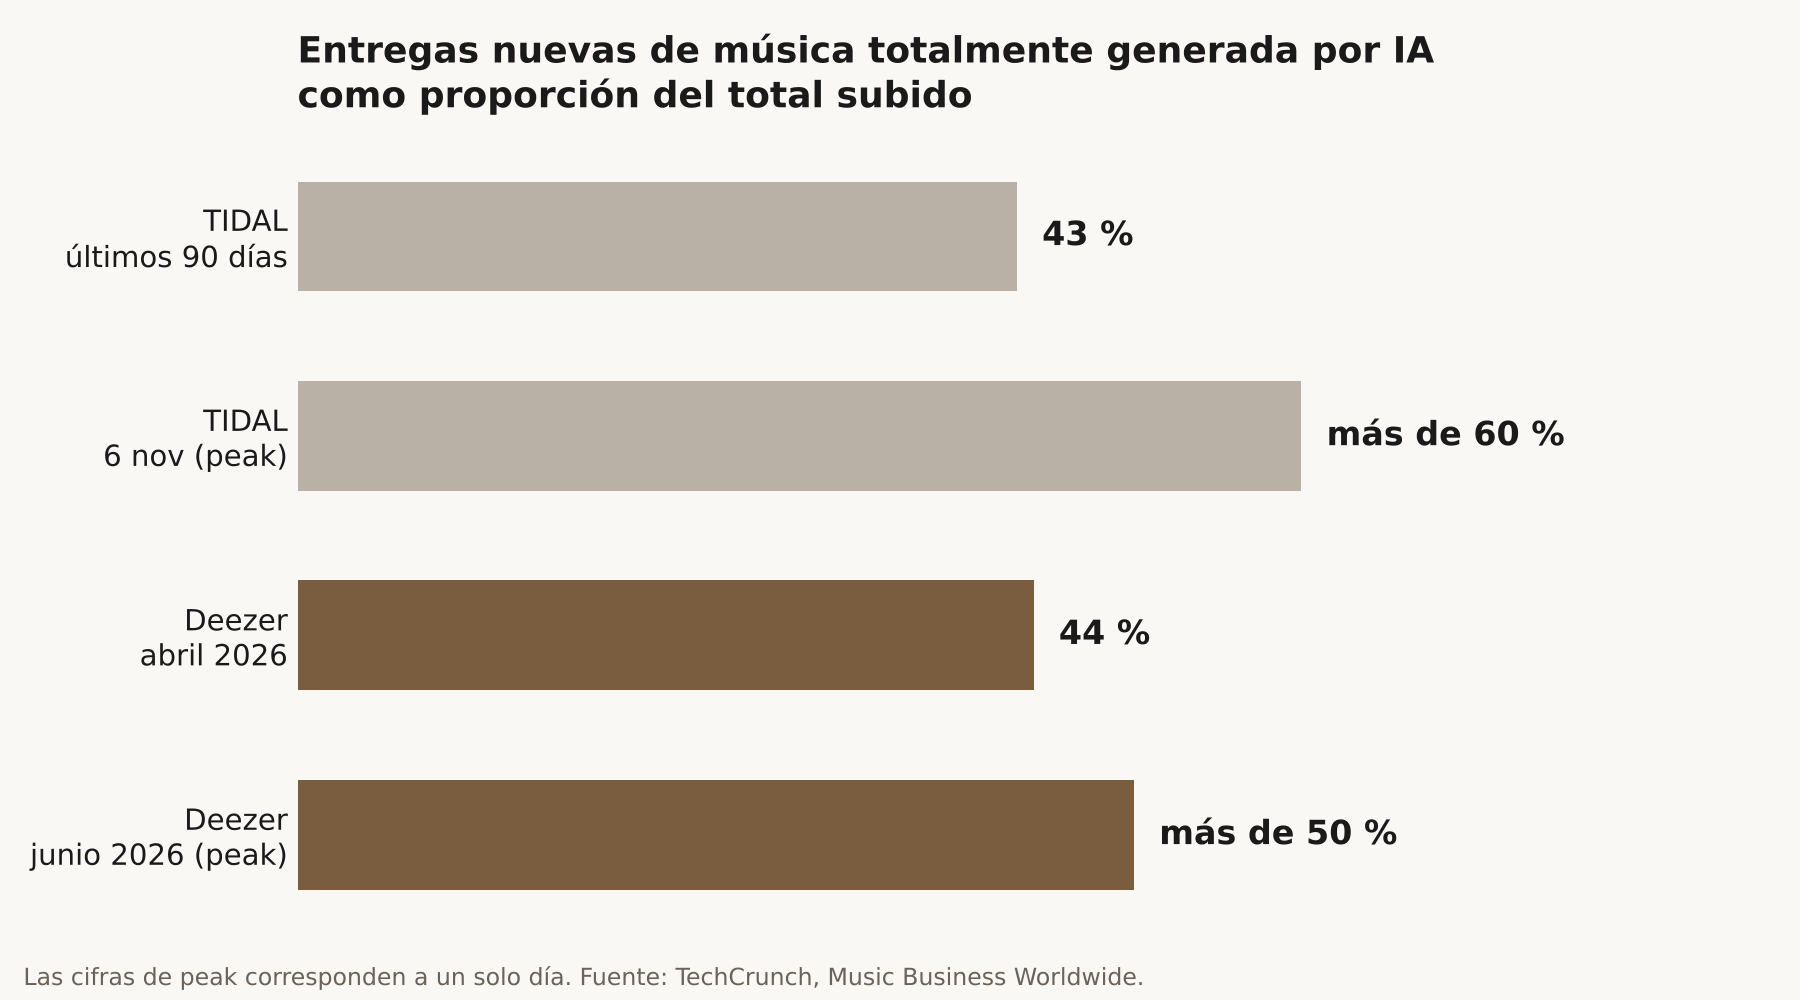 Entregas nuevas de música totalmente generada por IA
como proporción del total subido
TIDAL
últimos 90 días
43 %
TIDAL
6 nov (peak)
más de 60 %
Deezer
abril 2026
44 %
Deezer
junio 2026 (peak)
más de 50 %
Las cifras de peak corresponden a un solo día. Fuente: TechCrunch, Music Business Worldwide.